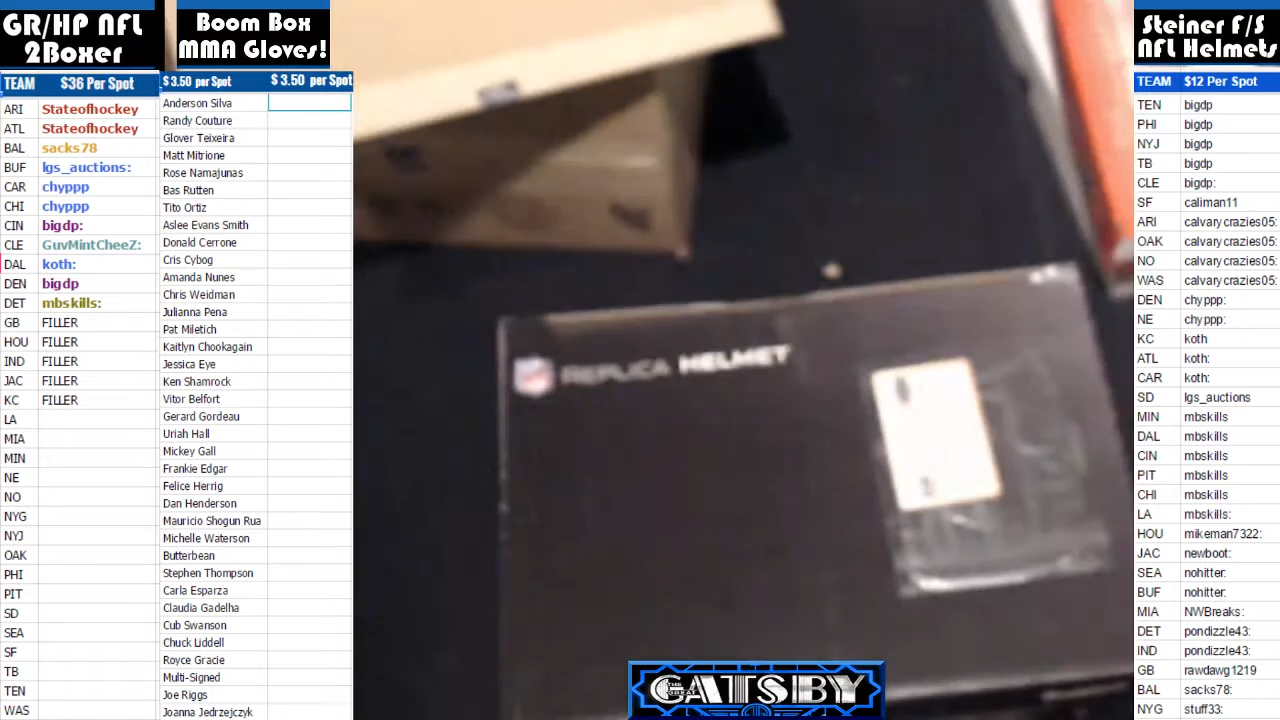 GR/HP NFL
2Boxer
TEAM $36 Per Spot
ARI Stateofhockey
ATL Stateofhockey
BAL sacks78
BUF lgs_auctions:
CAR chyppp
CHI chyppp
CIN bigdp:
CLE GuvMintCheeZ:
DAL koth:
DEN bigdp
DET mbskills:
GB FILLER
HOU FILLER
IND FILLER
JAC FILLER
KC FILLER
LA
MIA
MIN
NE
NO
NYG
NYJ
OAK
PHI
PIT
SD
SEA
SF
TB
TEN
WAS
Boom Box
MMA Gloves!
$3.50 per Spot $3.50 per Spot
Anderson Silva
Randy Couture
Glover Teixeira
Matt Mitrione
Rose Namajunas
Bas Rutten
Tito Ortiz
Aslee Evans Smith
Donald Cerrone
Cris Cybog
Amanda Nunes
Chris Weidman
Julianna Pena
Pat Miletich
Kaitlyn Chookagain
Jessica Eye
Ken Shamrock
Vitor Belfort
Gerard Gordeau
Uriah Hall
Mickey Gall
Frankie Edgar
Felice Herrig
Dan Henderson
Mauricio Shogun Rua
Michelle Waterson
Butterbean
Stephen Thompson
Carla Esparza
Claudia Gadelha
Cub Swanson
Chuck Liddell
Royce Gracie
Multi-Signed
Joe Riggs
Joanna Jedrzejczyk
REPLICA HELMET
THE GREAT
GATSBY
Steiner F/S
NFL Helmets
TEAM $12 Per Spot
TEN bigdp
PHI bigdp
NYJ bigdp
TB bigdp
CLE bigdp:
SF caliman11
ARI calvarycrazies05:
OAK calvarycrazies05:
NO calvarycrazies05:
WAS calvarycrazies05:
DEN chyppp:
NE chyppp:
KC koth
ATL koth:
CAR koth:
SD lgs_auctions
MIN mbskills
DAL mbskills
CIN mbskills
PIT mbskills
CHI mbskills
LA mbskills:
HOU mikeman7322:
JAC newboot:
SEA nohitter:
BUF nohitter:
MIA NWBreaks:
DET pondizzle43:
IND pondizzle43:
GB rawdawg1219
BAL sacks78:
NYG stuff33: